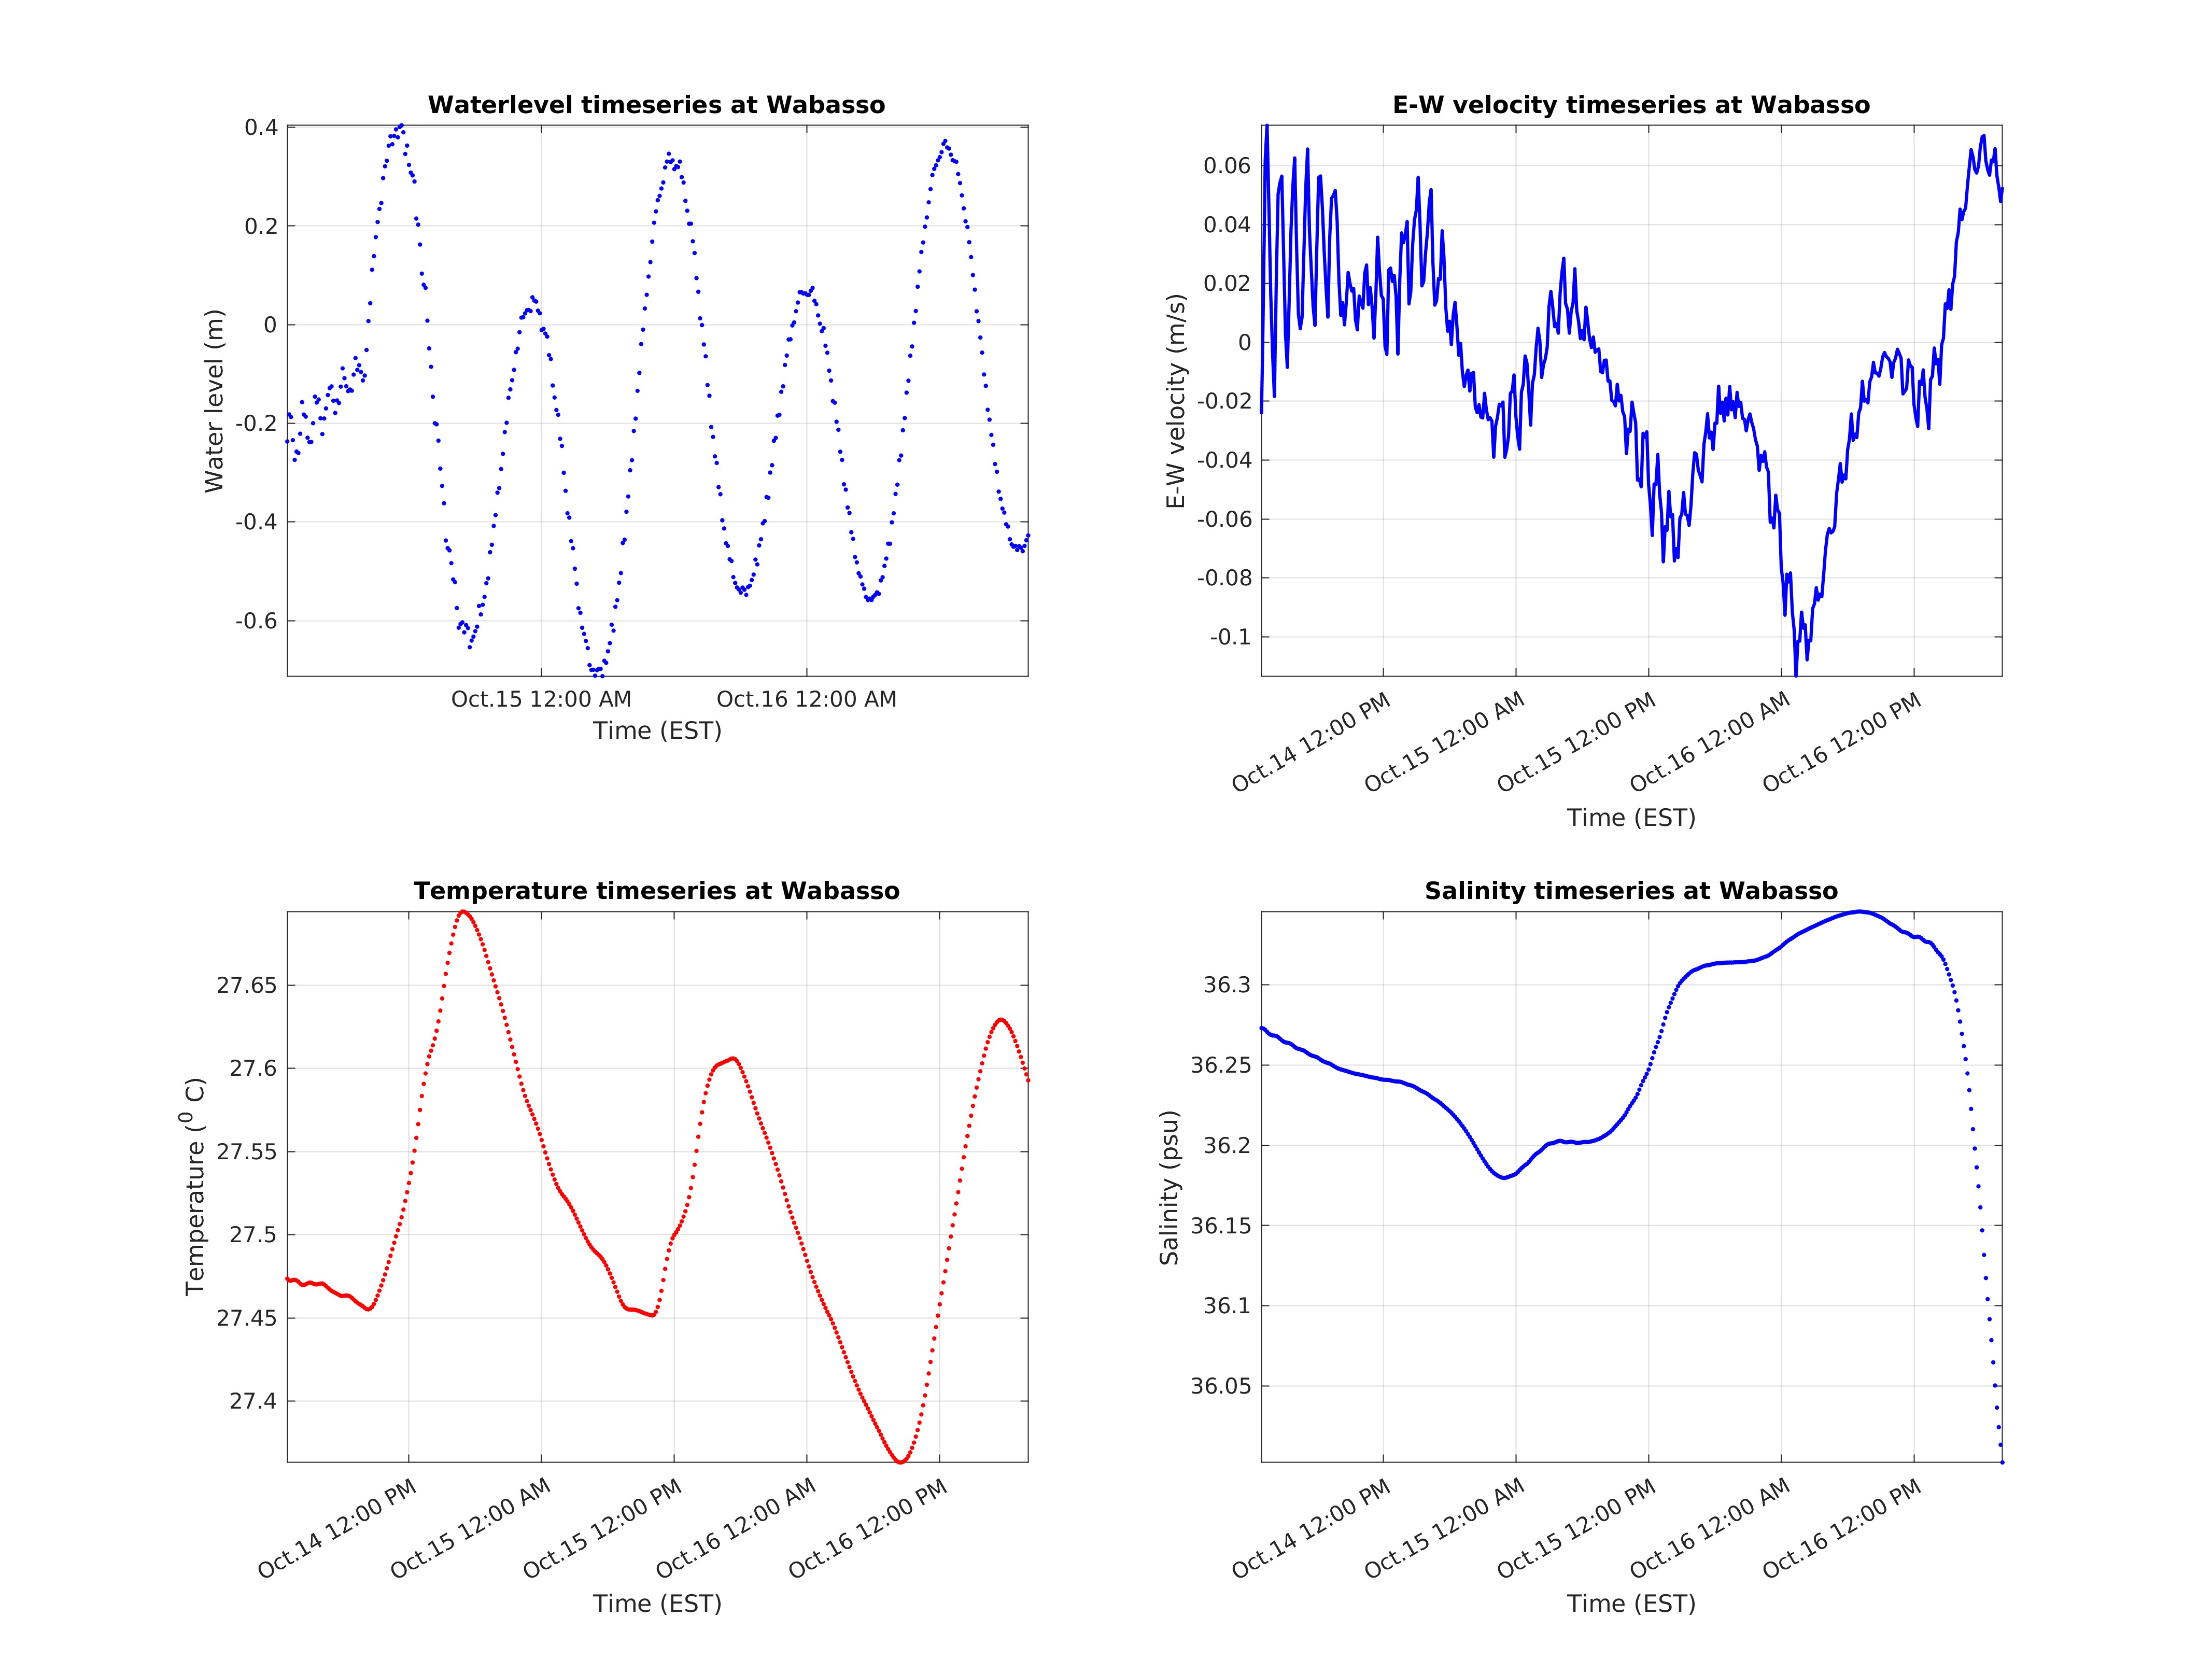 Waterlevel timeseries at Wabasso
0.4
0.2
0
-0.2
-0.4
-0.6
Water level (m)
Oct.15 12:00 AM
Oct.16 12:00 AM
Time (EST)
E-W velocity timeseries at Wabasso
0.06
0.04
0.02
0
-0.02
-0.04
-0.06
-0.08
-0.1
E-W velocity (m/s)
Oct.14 12:00 PM
Oct.15 12:00 AM
Oct.15 12:00 PM
Oct.16 12:00 AM
Oct.16 12:00 PM
Time (EST)
Temperature timeseries at Wabasso
27.65
27.6
27.55
27.5
27.45
27.4
Temperature (⁰ C)
Oct.14 12:00 PM
Oct.15 12:00 AM
Oct.15 12:00 PM
Oct.16 12:00 AM
Oct.16 12:00 PM
Time (EST)
Salinity timeseries at Wabasso
36.3
36.25
36.2
36.15
36.1
36.05
Salinity (psu)
Oct.14 12:00 PM
Oct.15 12:00 AM
Oct.15 12:00 PM
Oct.16 12:00 AM
Oct.16 12:00 PM
Time (EST)